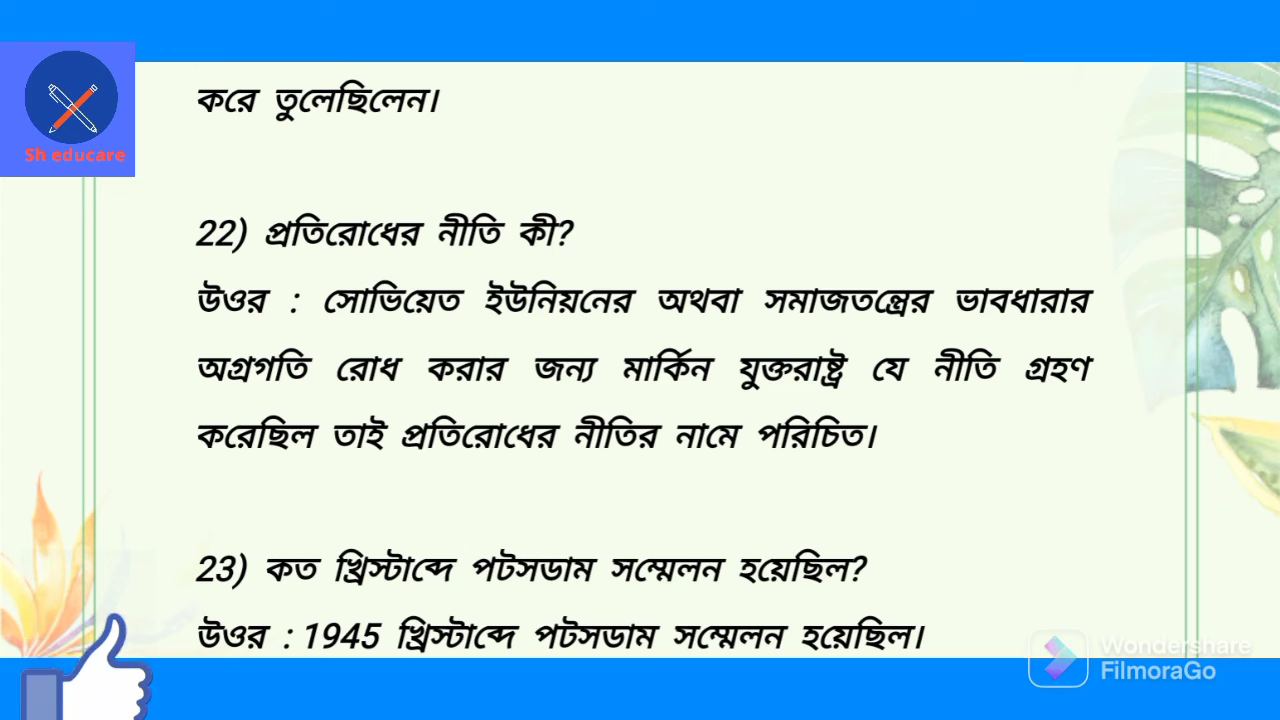 করে তুলেছিলেন।
Sh educare
22) প্রতিরোধের নীতি কী?
উওর : সোভিয়েত ইউনিয়নের অথবা সমাজতন্ত্রের ভাবধারার
অগ্রগতি রোধ করার জন্য মার্কিন যুক্তরাষ্ট্র যে নীতি গ্রহণ
করেছিল তাই প্রতিরোধের নীতির নামে পরিচিত।
23) কত খ্রিস্টাব্দে পটসডাম সম্মেলন হয়েছিল?
উওর : 1945 খ্রিস্টাব্দে পটসডাম সম্মেলন হয়েছিল।
Wondershare
FilmoraGo